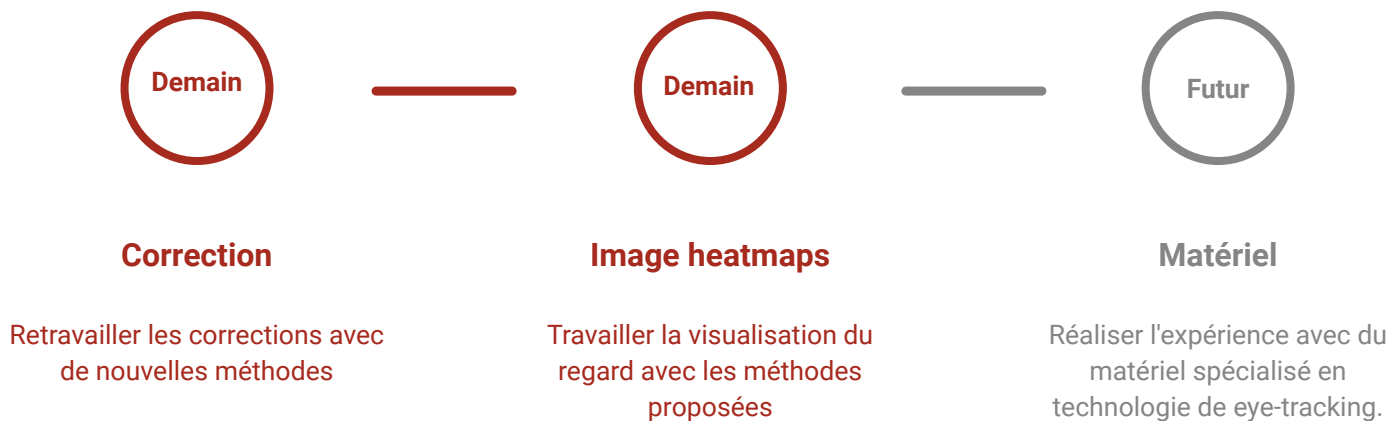 Demain
Demain
Futur
Correction
Image heatmaps
Matériel
Retravailler les corrections avec
de nouvelles méthodes
Travailler la visualisation du
regard avec les méthodes
proposées
Réaliser l'expérience avec du
matériel spécialisé en
technologie de eye-tracking.